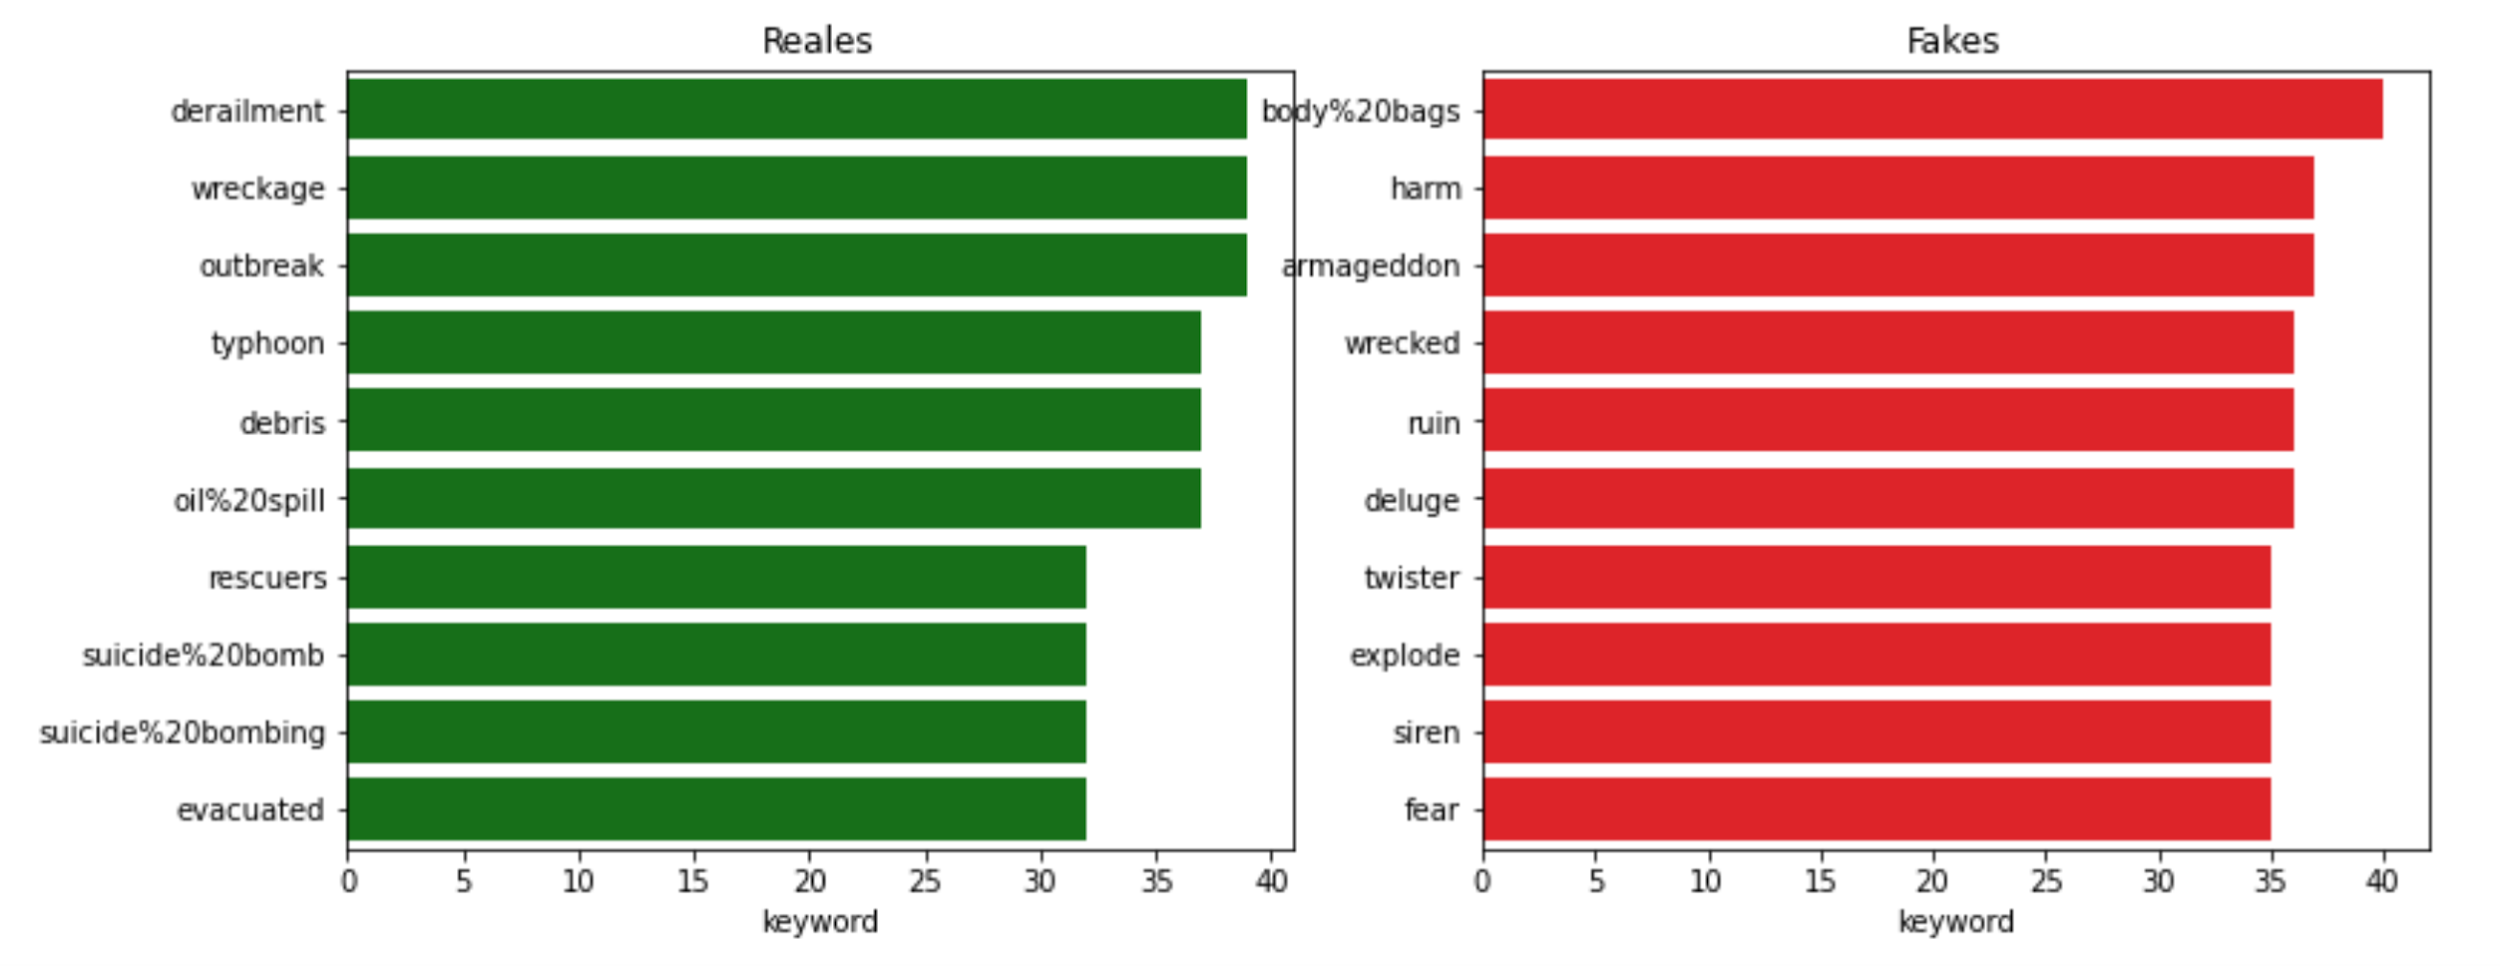 Reales
derailment
wreckage
outbreak
typhoon
debris
oil%20spill
rescuers
suicide%20bomb
suicide%20bombing
evacuated
0 5 10 15 20 25 30 35 40
keyword
Fakes
body%20bags
harm
armageddon
wrecked
ruin
deluge
twister
explode
siren
fear
0 5 10 15 20 25 30 35 40
keyword